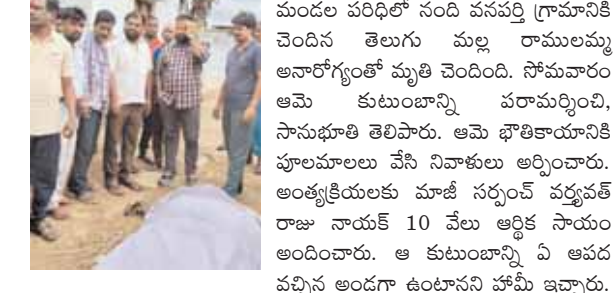 మండల పరిధిలో నంది వనపర్తి గ్రామానికి
చెందిన తెలుగు మల్ల రాములమ్మ
అనారోగ్యంతో మృతి చెందింది. సోమవారం
ఆమె కుటుంబాన్ని పరామర్శించి,
సానుభూతి తెలిపారు. ఆమె భౌతికాయానికి
పూలమాలలు వేసి నివాళులు అర్పించారు.
అంత్యక్రియలకు మాజీ సర్పంచ్ వర్త్యవత్
రాజు నాయక్ 10 వేలు ఆర్థిక సాయం
అందించారు. ఆ కుటుంబాన్ని ఏ ఆపద
వచ్చిన అండగా ఉంటానని హామీ ఇచ్చారు.